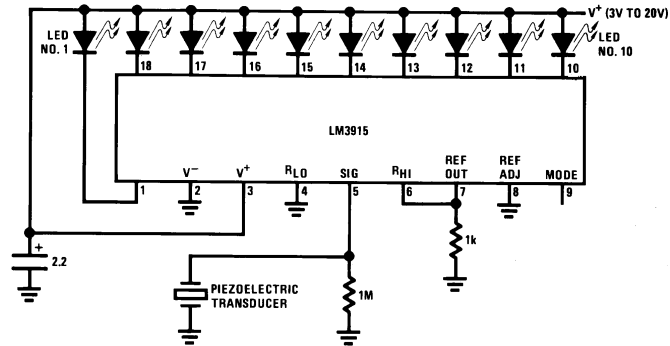 V+ (3V TO 20V)
LED
NO. 1
LED
NO. 10
18 17 16 15 14 13 12 11 10
LM3915
V− V+ RLO SIG RHI REF OUT REF ADJ MODE
1 2 3 4 5 6 7 8 9
+
2.2
1k
PIEZOELECTRIC
TRANSDUCER
1M